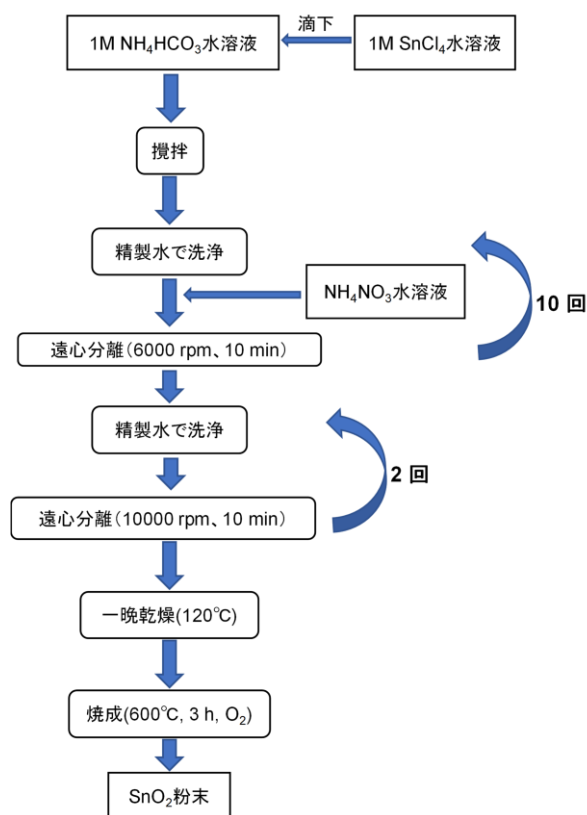 滴下
1M NH₄HCO₃水溶液
1M SnCl₄水溶液
攪拌
精製水で洗浄
NH₄NO₃水溶液
10 回
遠心分離(6000 rpm、10 min)
精製水で洗浄
2 回
遠心分離(10000 rpm、10 min)
一晩乾燥(120℃)
焼成(600℃, 3 h, O₂)
SnO₂粉末